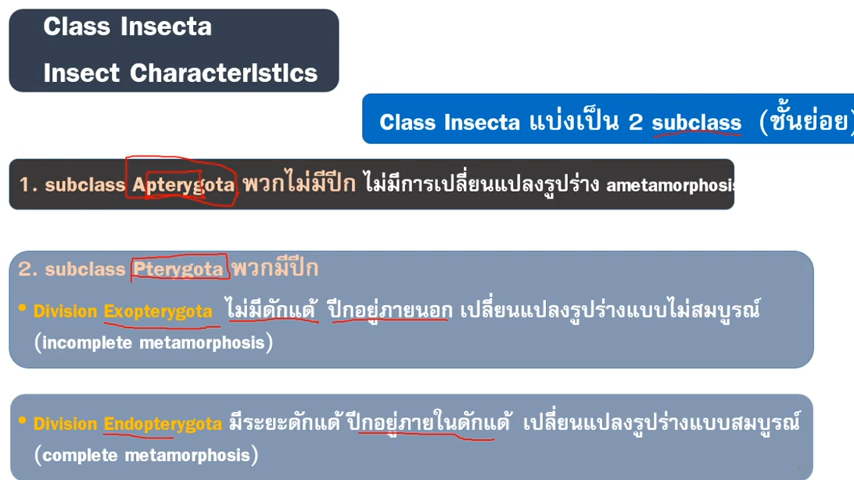 Class Insecta
Insect Characteristics
Class Insecta แบ่งเป็น 2 subclass (ชั้นย่อย)
1. subclass Apterygota พวกไม่มีปีก ไม่มีการเปลี่ยนแปลงรูปร่าง ametamorphosis
2. subclass Pterygota พวกมีปีก
• Division Exopterygota ไม่มีดักแด้ ปีกอยู่ภายนอก เปลี่ยนแปลงรูปร่างแบบไม่สมบูรณ์
(incomplete metamorphosis)
• Division Endopterygota มีระยะดักแด้ ปีกอยู่ภายในดักแด้ เปลี่ยนแปลงรูปร่างแบบสมบูรณ์
(complete metamorphosis)